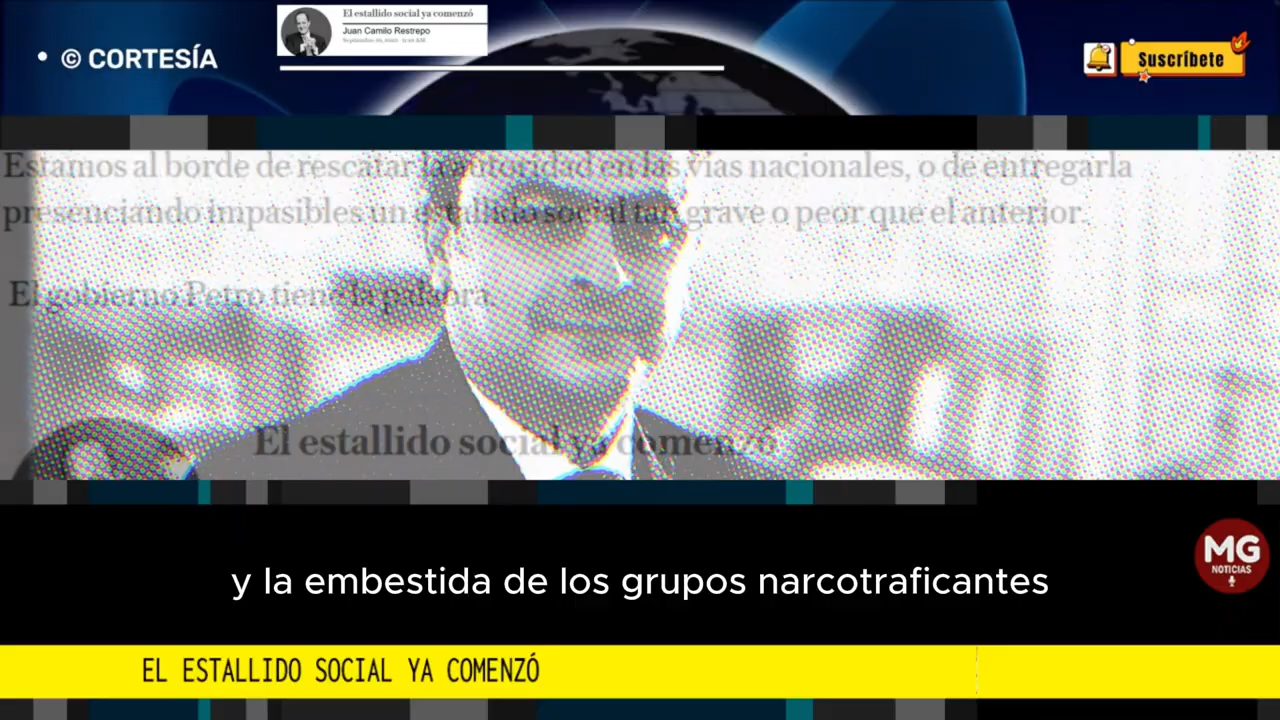 • © CORTESÍA
El estallido social ya comenzó
Juan Camilo Restrepo
Suscríbete
Estamos al borde de rescatar la autoridad en las vías nacionales, o de entregarla
presenciando impasibles un estallido social tan grave o peor que el anterior.
El gobierno Petro tiene la palabra.
El estallido social ya comenzó
y la embestida de los grupos narcotraficantes
MG
NOTICIAS
EL ESTALLIDO SOCIAL YA COMENZÓ